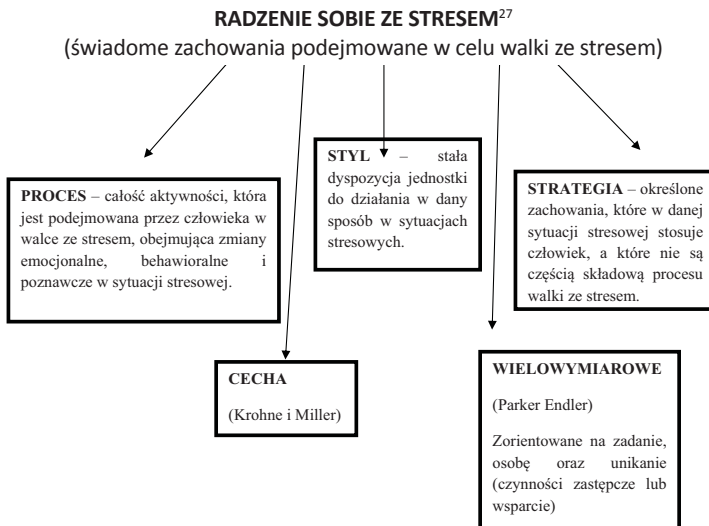 RADZENIE SOBIE ZE STRESEM27
(świadome zachowania podejmowane w celu walki ze stresem)
PROCES – całość aktywności, która
jest podejmowana przez człowieka w
walce ze stresem, obejmująca zmiany
emocjonalne, behawioralne i
poznawcze w sytuacji stresowej.
STYL – stała
dyspozycja jednostki
do działania w dany
sposób w sytuacjach
stresowych.
STRATEGIA – określone
zachowania, które w danej
sytuacji stresowej stosuje
człowiek, a które nie są
częścią składową procesu
walki ze stresem.
CECHA
(Krohne i Miller)
WIELOWYMIAROWE
(Parker Endler)
Zorientowane na zadanie,
osobę oraz unikanie
(czynności zastępcze lub
wsparcie)